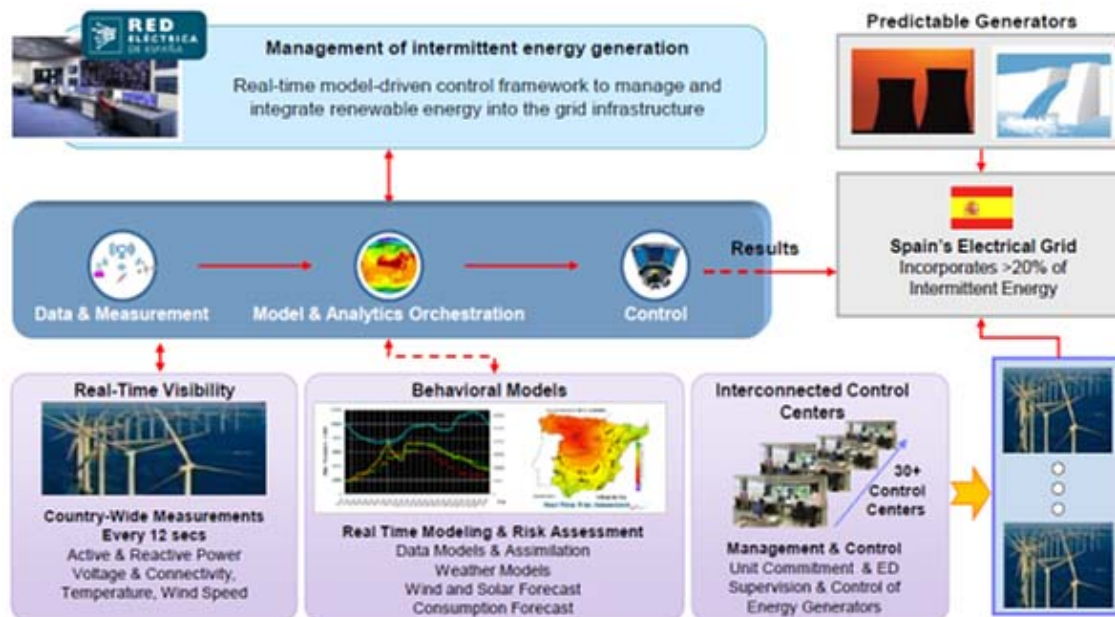 RED
ELÉCTRICA
DE ESPAÑA
Management of intermittent energy generation
Real-time model-driven control framework to manage and
integrate renewable energy into the grid infrastructure
Predictable Generators
Data & Measurement
Model & Analytics Orchestration
Control
Results
Spain's Electrical Grid
Incorporates >20% of
Intermittent Energy
Real-Time Visibility
Country-Wide Measurements
Every 12 secs
Active & Reactive Power
Voltage & Connectivity,
Temperature, Wind Speed
Behavioral Models
Real Time Modeling & Risk Assessment
Data Models & Assimilation
Weather Models
Wind and Solar Forecast
Consumption Forecast
Interconnected Control
Centers
30+
Control
Centers
Management & Control
Unit Commitment & ED
Supervision & Control of
Energy Generators